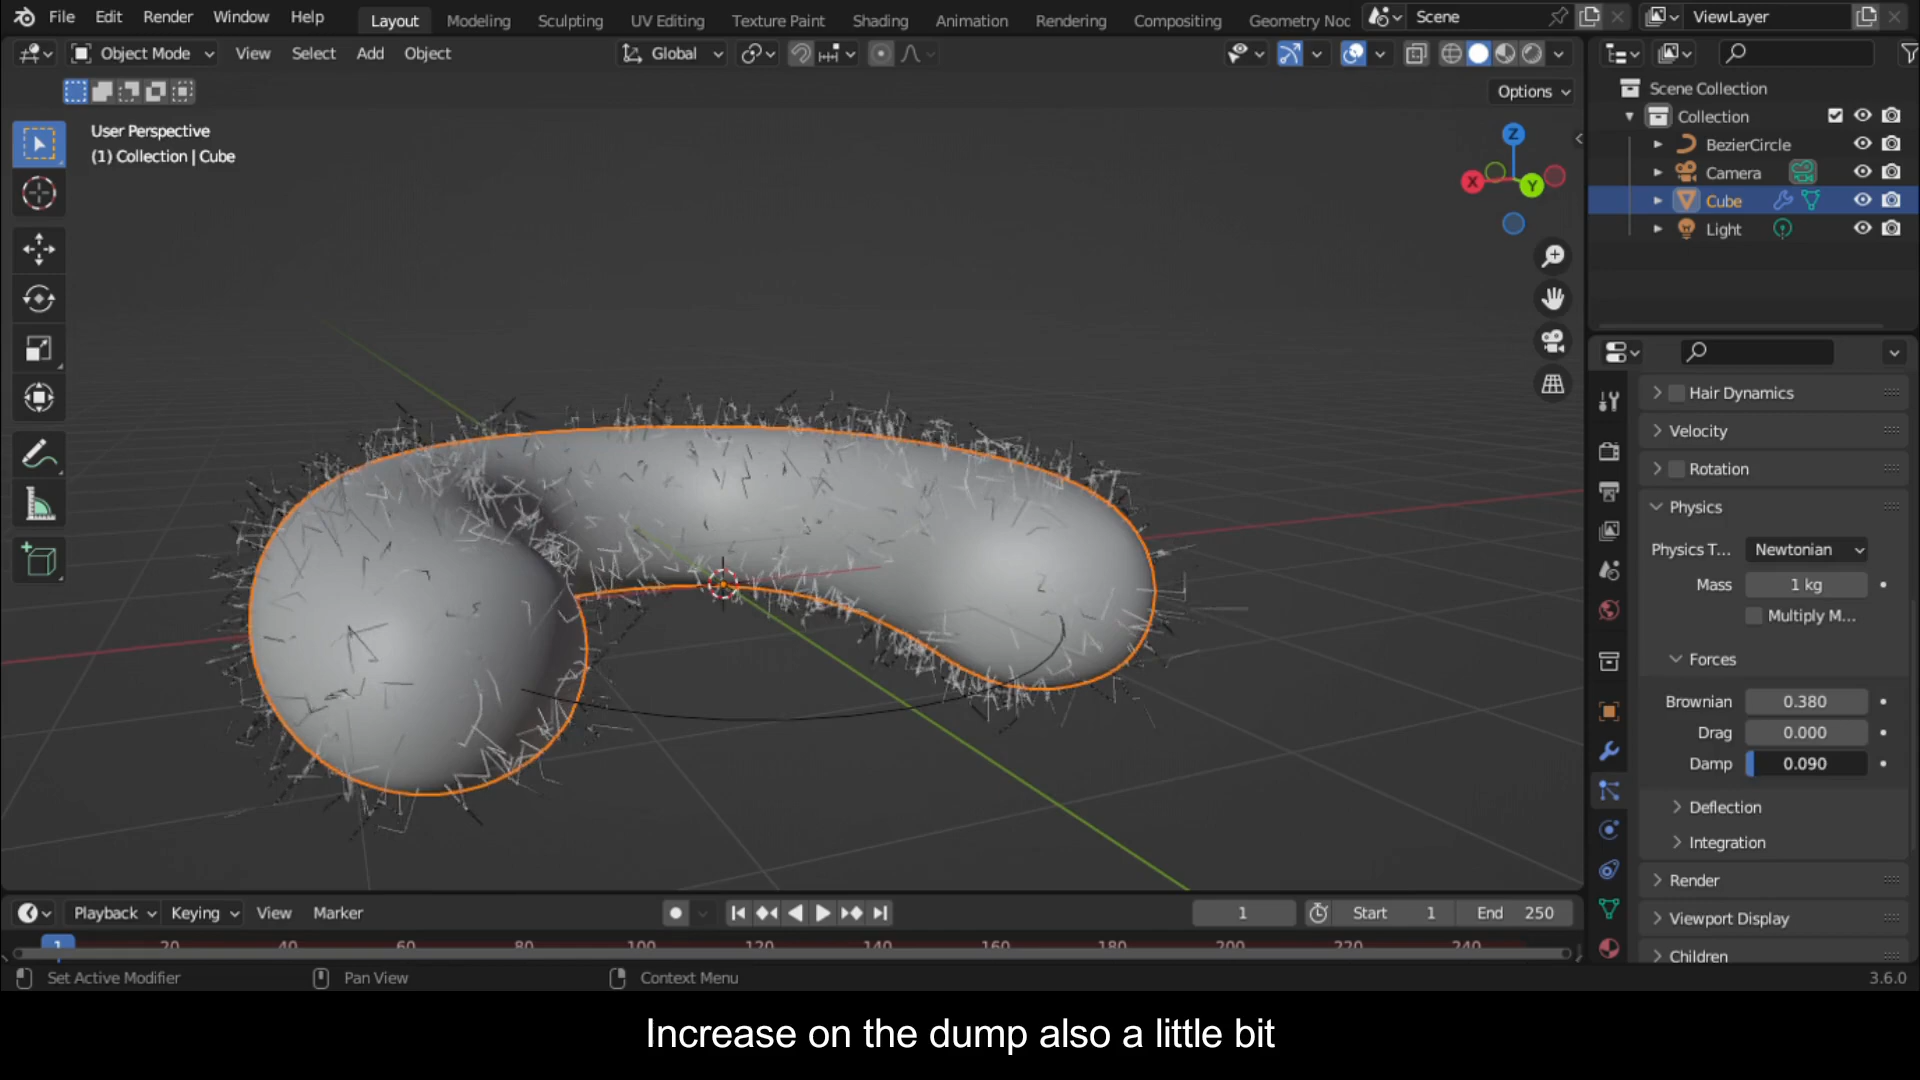 File Edit Render Window Help Layout Modeling Sculpting UV Editing Texture Paint Shading Animation Rendering Compositing Geometry Noc Scene ViewLayer
Object Mode View Select Add Object Global
Options
User Perspective
(1) Collection | Cube
Z
X
Y
Scene Collection
Collection
BezierCircle
Camera
Cube
Light
Hair Dynamics
Velocity
Rotation
Physics
Physics T... Newtonian
Mass 1 kg
Multiply M...
Forces
Brownian 0.380
Drag 0.000
Damp 0.090
Deflection
Integration
Render
Viewport Display
Children
Playback Keying View Marker 1 Start 1 End 250
1 20 40 60 80 100 120 140 160 180 200 220 240
Set Active Modifier Pan View Context Menu 3.6.0
Increase on the dump also a little bit